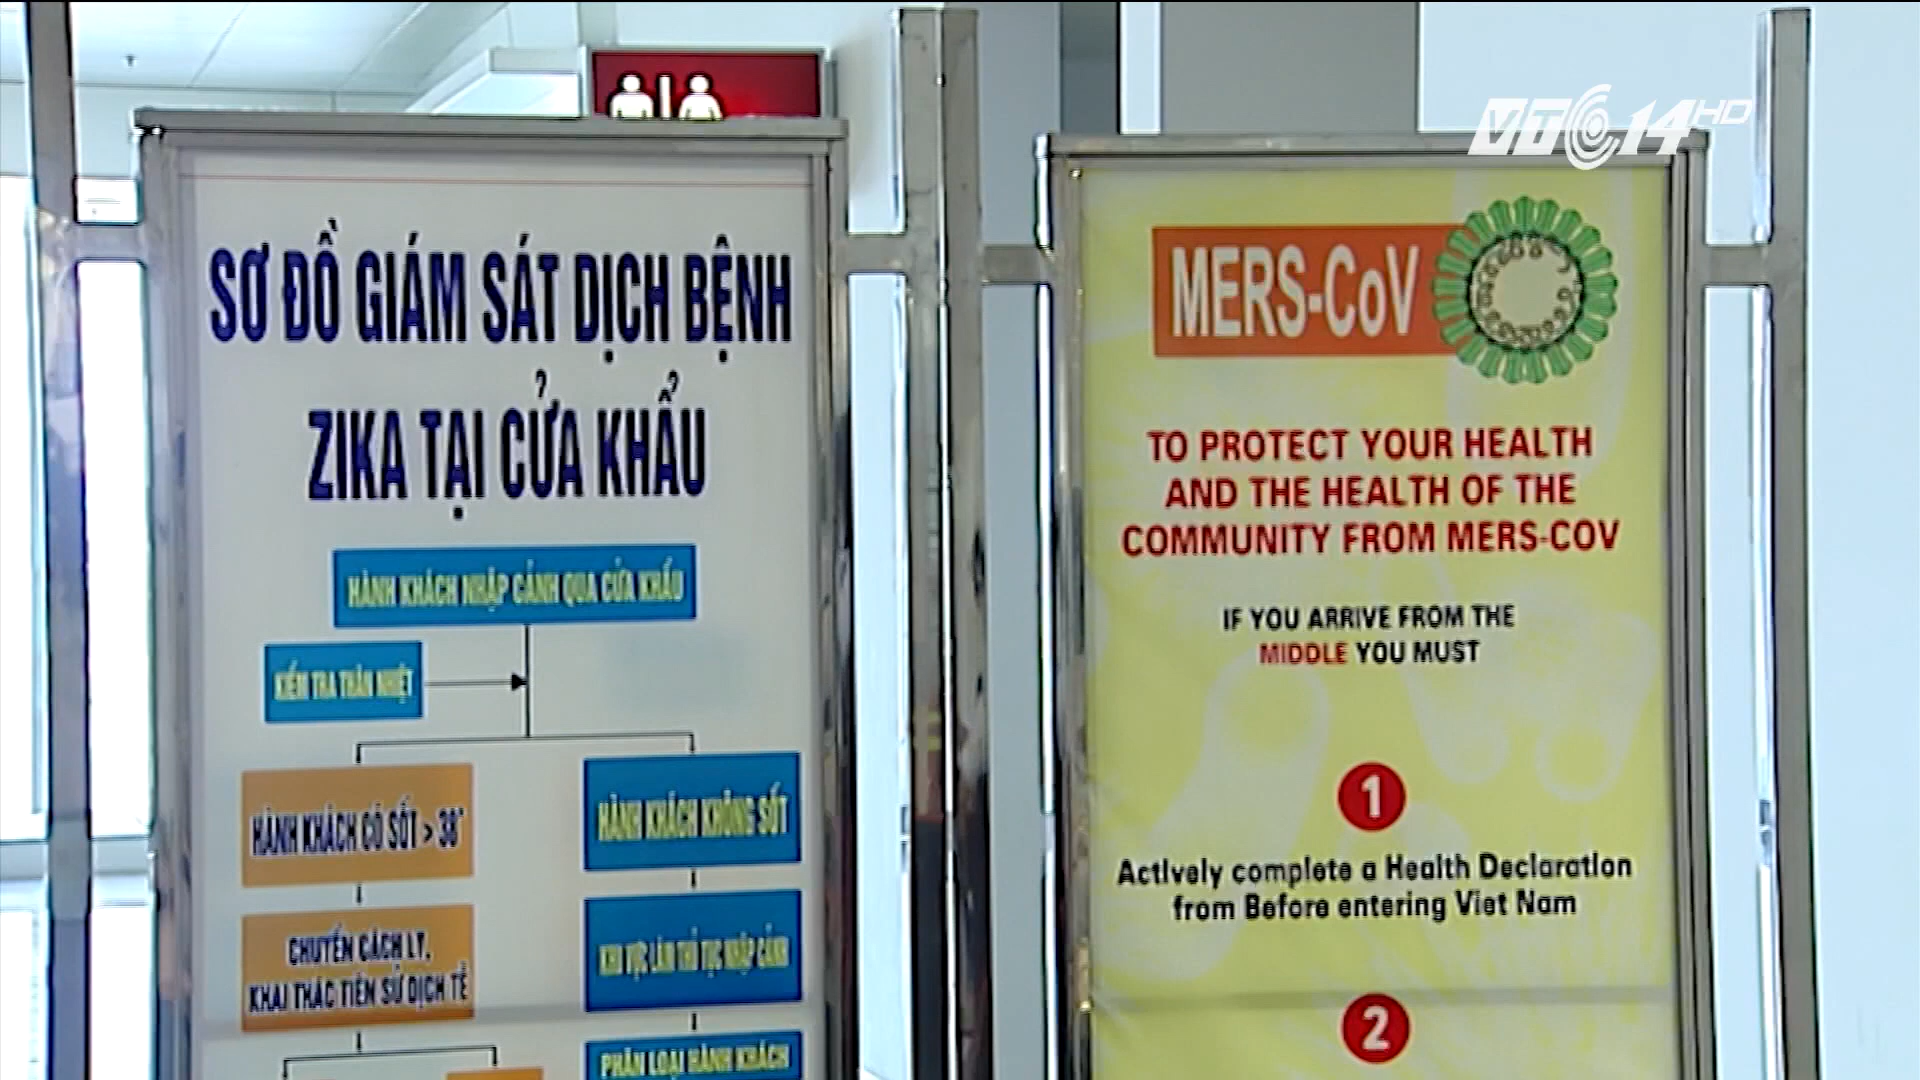 VTC14 HD
SƠ ĐỒ GIÁM SÁT DỊCH BỆNH
ZIKA TẠI CỬA KHẨU
HÀNH KHÁCH NHẬP CẢNH QUA CỬA KHẨU
KIỂM TRA THÂN NHIỆT
HÀNH KHÁCH CÓ SỐT > 38°
HÀNH KHÁCH KHÔNG SỐT
CHUYỂN CÁCH LY,
KHAI THÁC TIỀN SỬ DỊCH TỄ
KHU VỰC LÀM THỦ TỤC NHẬP CẢNH
PHÂN LOẠI HÀNH KHÁCH
MERS-CoV
TO PROTECT YOUR HEALTH
AND THE HEALTH OF THE
COMMUNITY FROM MERS-COV
IF YOU ARRIVE FROM THE
MIDDLE YOU MUST
1
Actively complete a Health Declaration
from Before entering Viet Nam
2